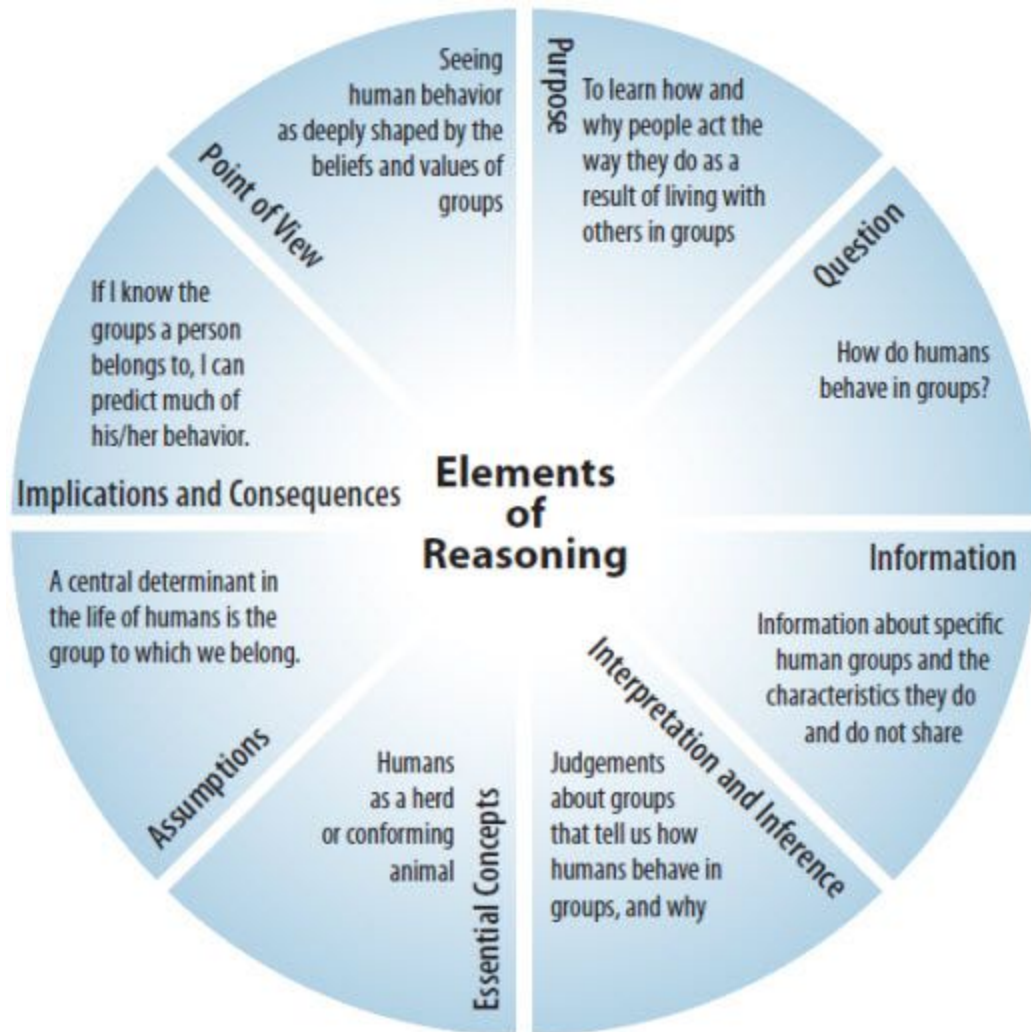 Elements
of
Reasoning
Purpose
To learn how and
why people act the
way they do as a
result of living with
others in groups
Question
How do humans
behave in groups?
Information
Information about specific
human groups and the
characteristics they do
and do not share
Interpretation and Inference
Judgements
about groups
that tell us how
humans behave in
groups, and why
Essential Concepts
Humans
as a herd
or conforming
animal
Assumptions
A central determinant in
the life of humans is the
group to which we belong.
Implications and Consequences
If I know the
groups a person
belongs to, I can
predict much of
his/her behavior.
Point of View
Seeing
human behavior
as deeply shaped by the
beliefs and values of
groups